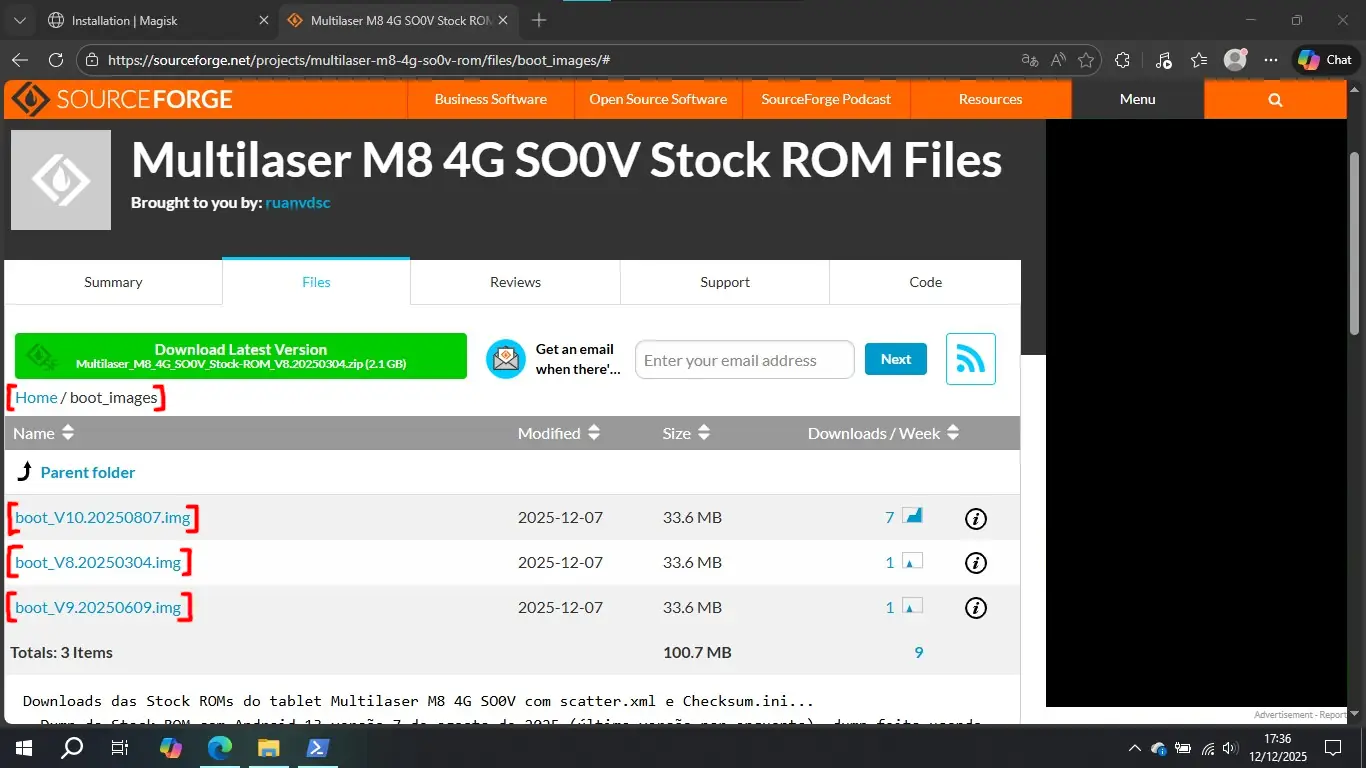 Installation | Magisk
Multilaser M8 4G SO0V Stock ROM
https://sourceforge.net/projects/multilaser-m8-4g-so0v-rom/files/boot_images/#
Chat
SOURCEFORGE
Business Software
Open Source Software
SourceForge Podcast
Resources
Menu
Multilaser M8 4G SO0V Stock ROM Files
Brought to you by: ruanvdsc
Summary
Files
Reviews
Support
Code
Download Latest Version
Multilaser_M8_4G_SO0V_Stock-ROM_V8.20250304.zip (2.1 GB)
Get an email
when there'...
Enter your email address
Next
Home / boot_images
Name Modified Size Downloads / Week
Parent folder
boot_V10.20250807.img 2025-12-07 33.6 MB 7
boot_V8.20250304.img 2025-12-07 33.6 MB 1
boot_V9.20250609.img 2025-12-07 33.6 MB 1
Totals: 3 Items 100.7 MB 9
Downloads das Stock ROMs do tablet Multilaser M8 4G SO0V com scatter.xml e Checksum.ini...
Advertisement - Report
17:36
12/12/2025